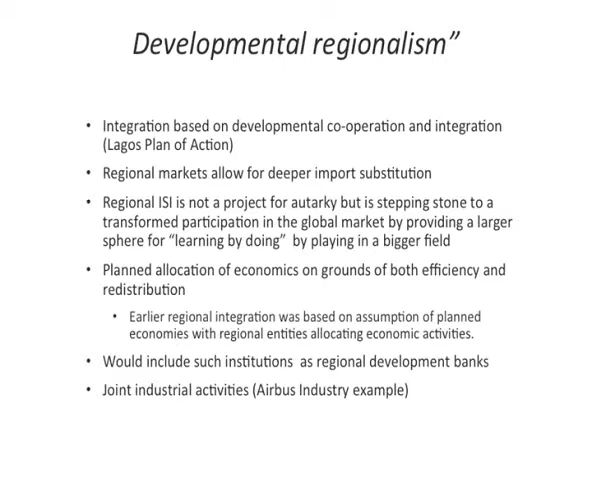 Developmental regionalism”
• Integration based on developmental co-operation and integration
(Lagos Plan of Action)
• Regional markets allow for deeper import substitution
• Regional ISI is not a project for autarky but is stepping stone to a
transformed participation in the global market by providing a larger
sphere for “learning by doing”  by playing in a bigger field
• Planned allocation of economics on grounds of both efficiency and
redistribution
• Earlier regional integration was based on assumption of planned
economies with regional entities allocating economic activities.
• Would include such institutions  as regional development banks
• Joint industrial activities (Airbus Industry example)